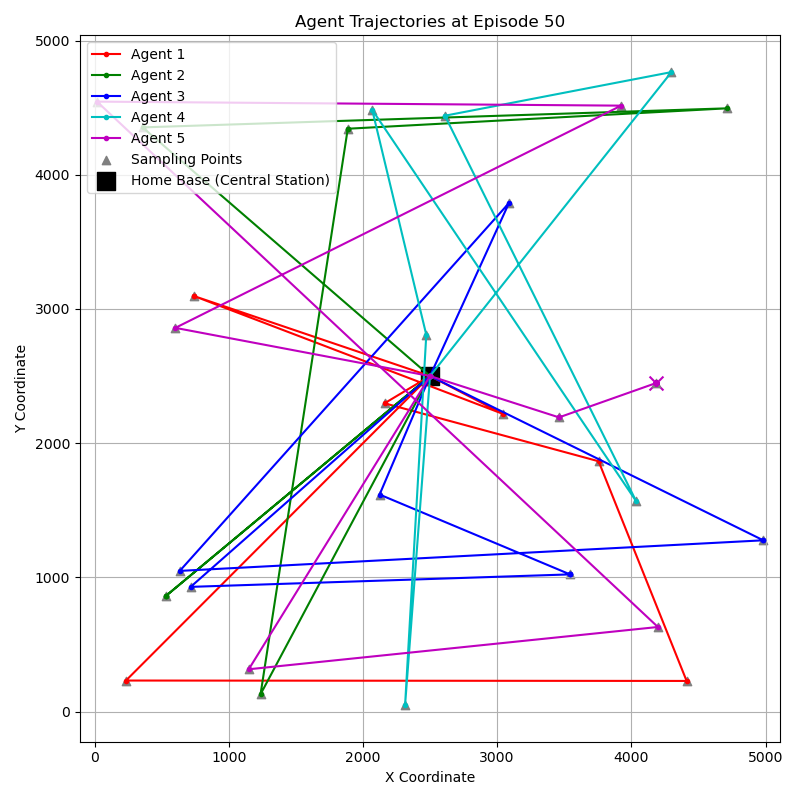 Agent Trajectories at Episode 50
5000
4000
3000
2000
1000
0
Y Coordinate
Agent 1
Agent 2
Agent 3
Agent 4
Agent 5
Sampling Points
Home Base (Central Station)
0 1000 2000 3000 4000 5000
X Coordinate